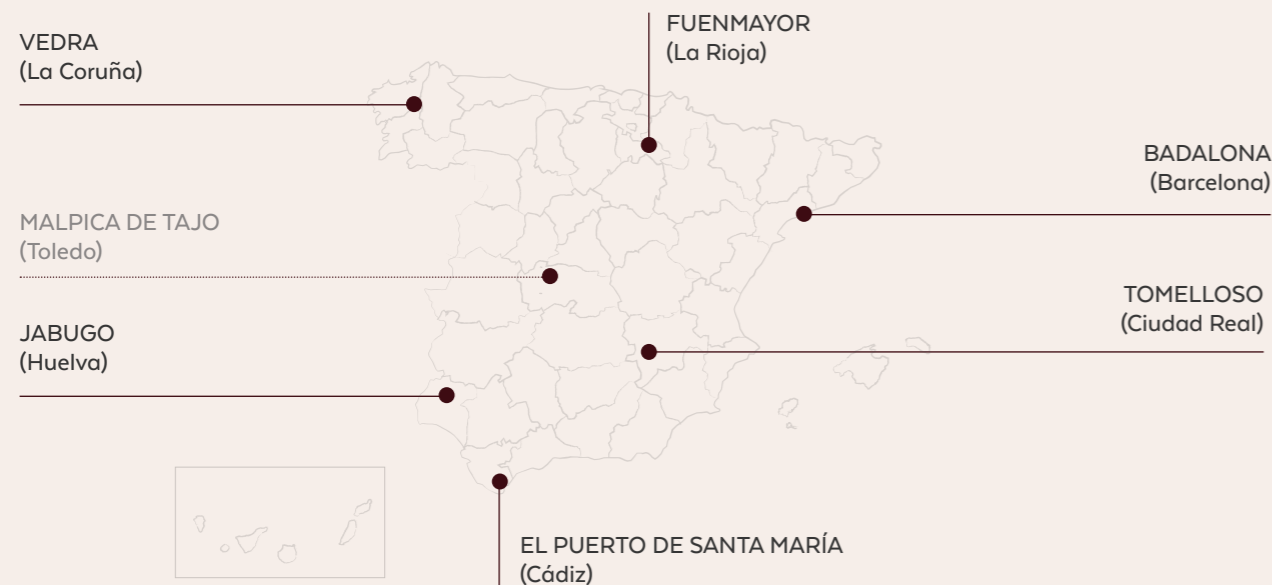 VEDRA
(La Coruña)
FUENMAYOR
(La Rioja)
BADALONA
(Barcelona)
MALPICA DE TAJO
(Toledo)
TOMELLOSO
(Ciudad Real)
JABUGO
(Huelva)
EL PUERTO DE SANTA MARÍA
(Cádiz)